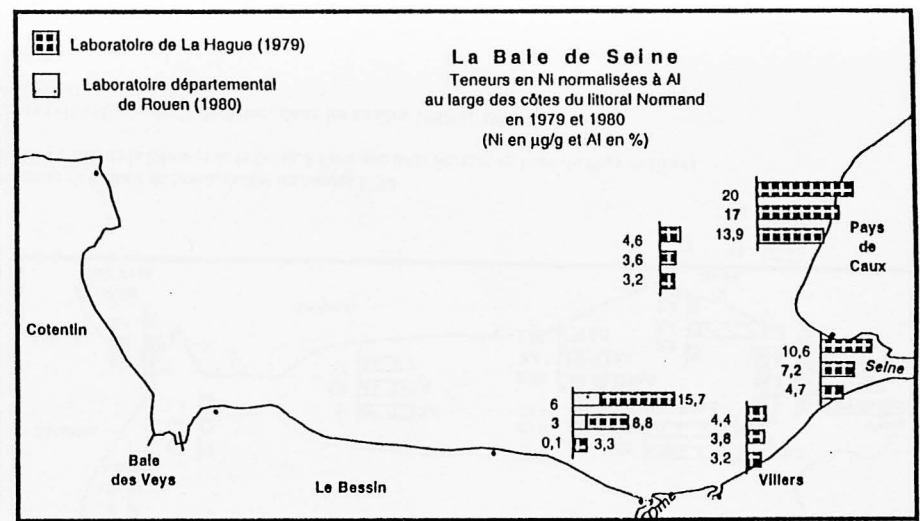 Laboratoire de La Hague (1979)
Laboratoire départemental
de Rouen (1980)
La Baie de Seine
Teneurs en Ni normalisées à Al
au large des côtes du littoral Normand
en 1979 et 1980
(Ni en µg/g et Al en %)
20
17
13,9
Pays
de
Caux
4,6
3,6
3,2
Cotentin
10,6
7,2
4,7
Seine
6
15,7
3
8,8
0,1
3,3
4,4
3,8
3,2
Baie
des Veys
Le Bessin
Orne
Villers